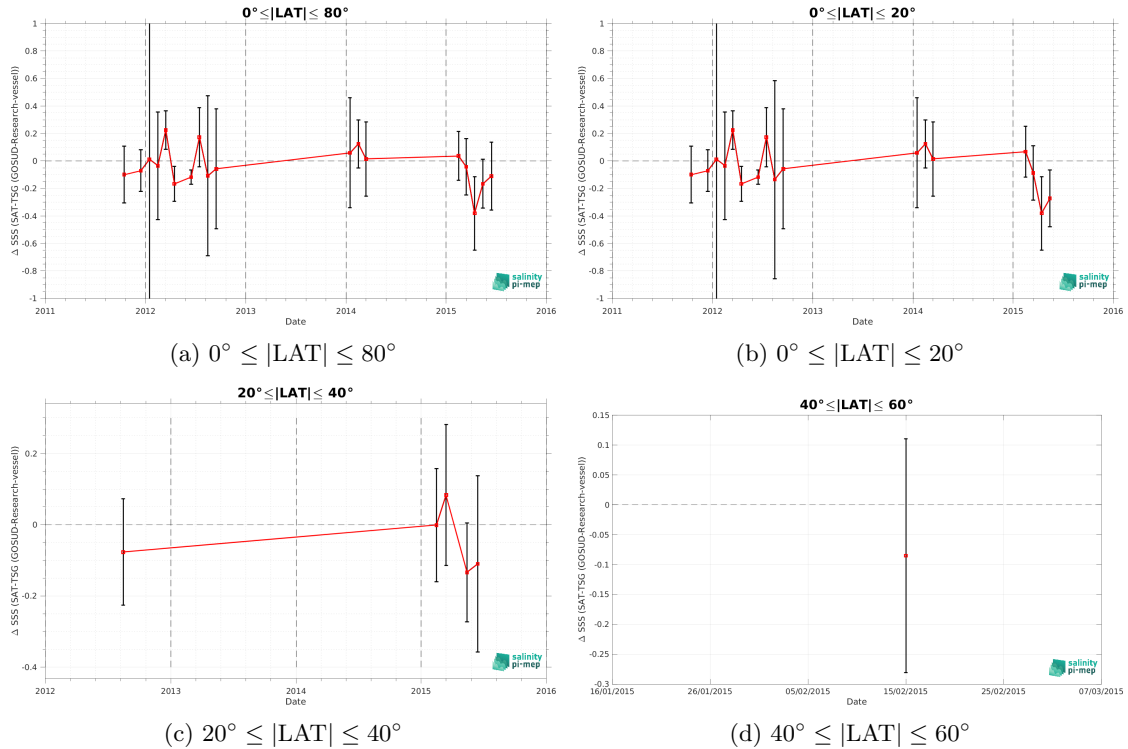 0°≤|LAT|≤ 80°
Δ SSS (SAT-TSG (GOSUD-Research-vessel))
1
0.8
0.6
0.4
0.2
0
-0.2
-0.4
-0.6
-0.8
-1
2011 2012 2013 2014 2015 2016
Date
salinity
pi-mep
(a) 0° ≤ |LAT| ≤ 80°
0°≤|LAT|≤ 20°
Δ SSS (SAT-TSG (GOSUD-Research-vessel))
1
0.8
0.6
0.4
0.2
0
-0.2
-0.4
-0.6
-0.8
-1
2011 2012 2013 2014 2015 2016
Date
salinity
pi-mep
(b) 0° ≤ |LAT| ≤ 20°
20°≤|LAT|≤ 40°
Δ SSS (SAT-TSG (GOSUD-Research-vessel))
0.2
0
-0.2
-0.4
2012 2013 2014 2015 2016
Date
salinity
pi-mep
(c) 20° ≤ |LAT| ≤ 40°
40°≤|LAT|≤ 60°
Δ SSS (SAT-TSG (GOSUD-Research-vessel))
0.15
0.1
0.05
0
-0.05
-0.1
-0.15
-0.2
-0.25
-0.3
16/01/2015 26/01/2015 05/02/2015 15/02/2015 25/02/2015 07/03/2015
Date
salinity
pi-mep
(d) 40° ≤ |LAT| ≤ 60°